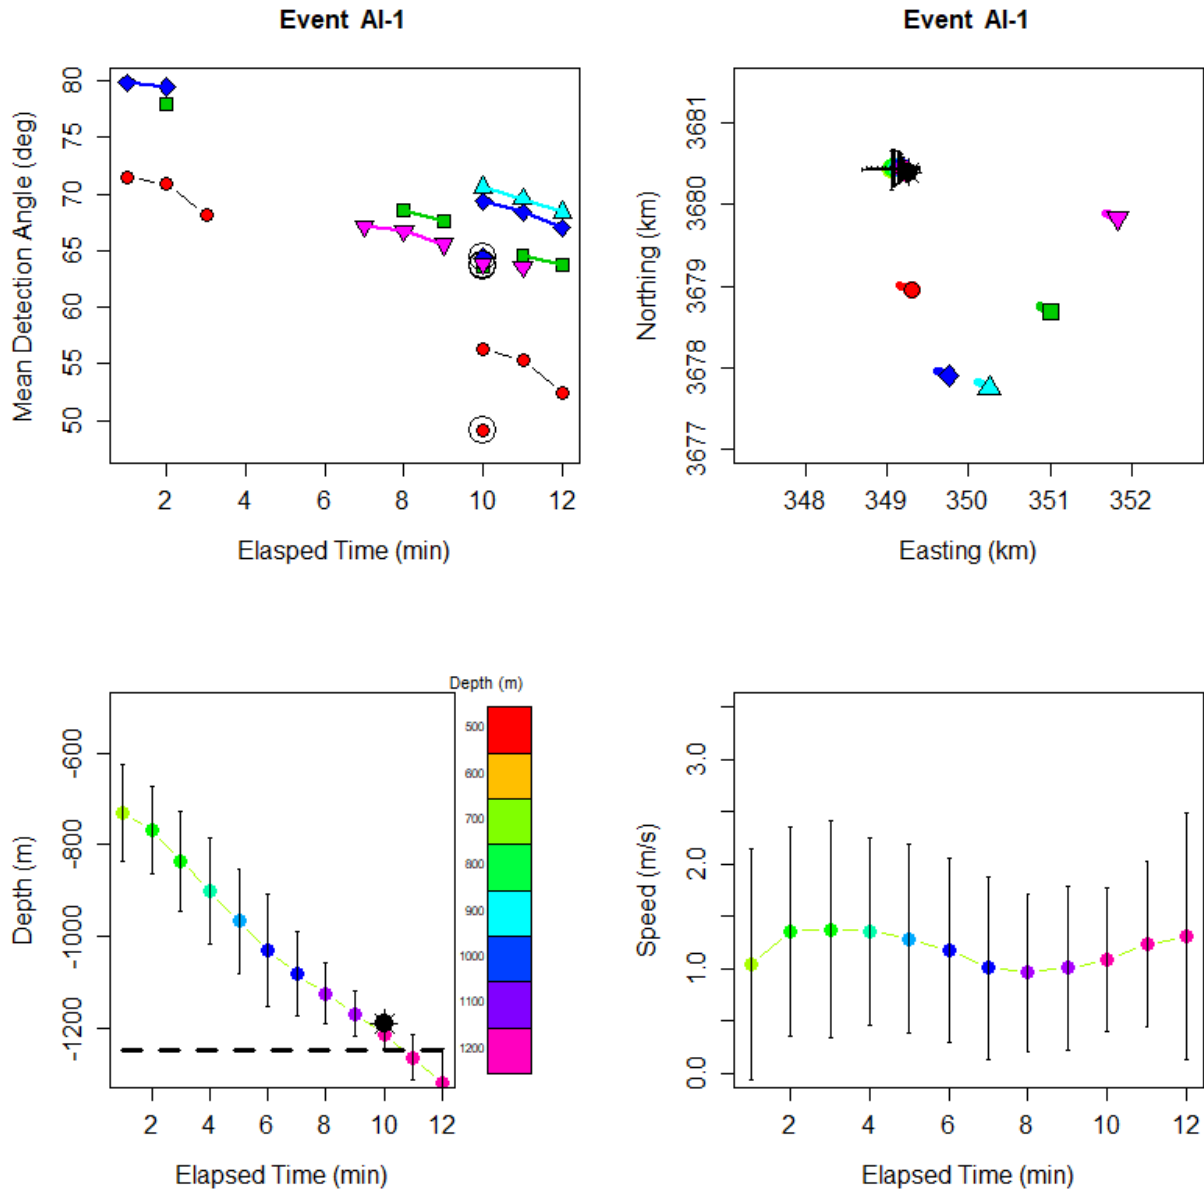 Event AI-1
Event AI-1
80
75
70
65
60
55
50
Mean Detection Angle (deg)
2 4 6 8 10 12
Elasped Time (min)
3681
3680
3679
3678
3677
Northing (km)
348 349 350 351 352
Easting (km)
Depth (m)
500
600
700
800
900
1000
1100
1200
-600
-800
-1000
-1200
Depth (m)
2 4 6 8 10 12
Elapsed Time (min)
3.0
2.0
1.0
0.0
Speed (m/s)
2 4 6 8 10 12
Elapsed Time (min)